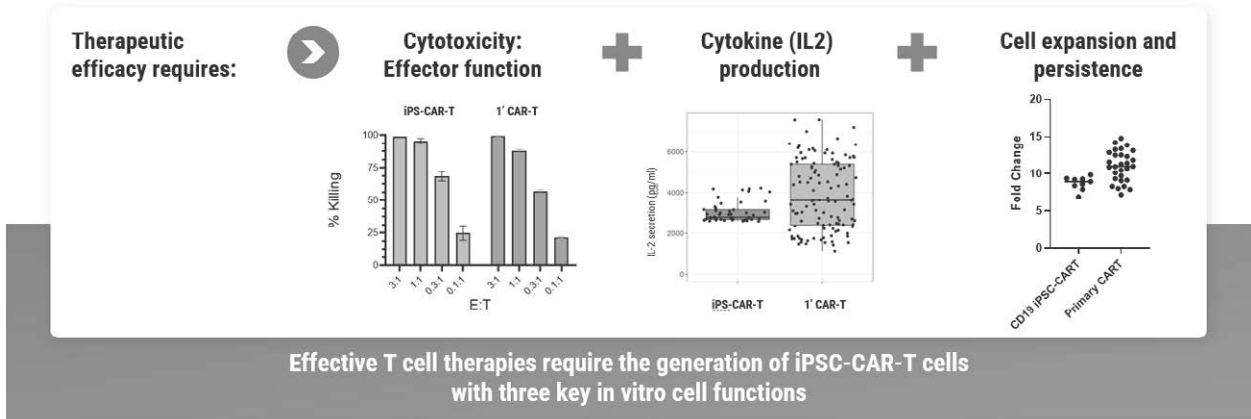 Therapeutic
efficacy requires:
Cytotoxicity:
Effector function
Cytokine (IL2)
production
Cell expansion and
persistence
iPS-CAR-T
1' CAR-T
100
75
50
25
0
% Killing
3:1
1:1
0.3:1
0.1:1
3:1
1:1
0.3:1
0.1:1
E:T
6000
4000
2000
0
IL-2 secretion (pg/ml)
iPS-CAR-T
1' CAR-T
20
15
10
5
0
Fold Change
CD19 iPSC-CART
Primary CART
Effective T cell therapies require the generation of iPSC-CAR-T cells
with three key in vitro cell functions